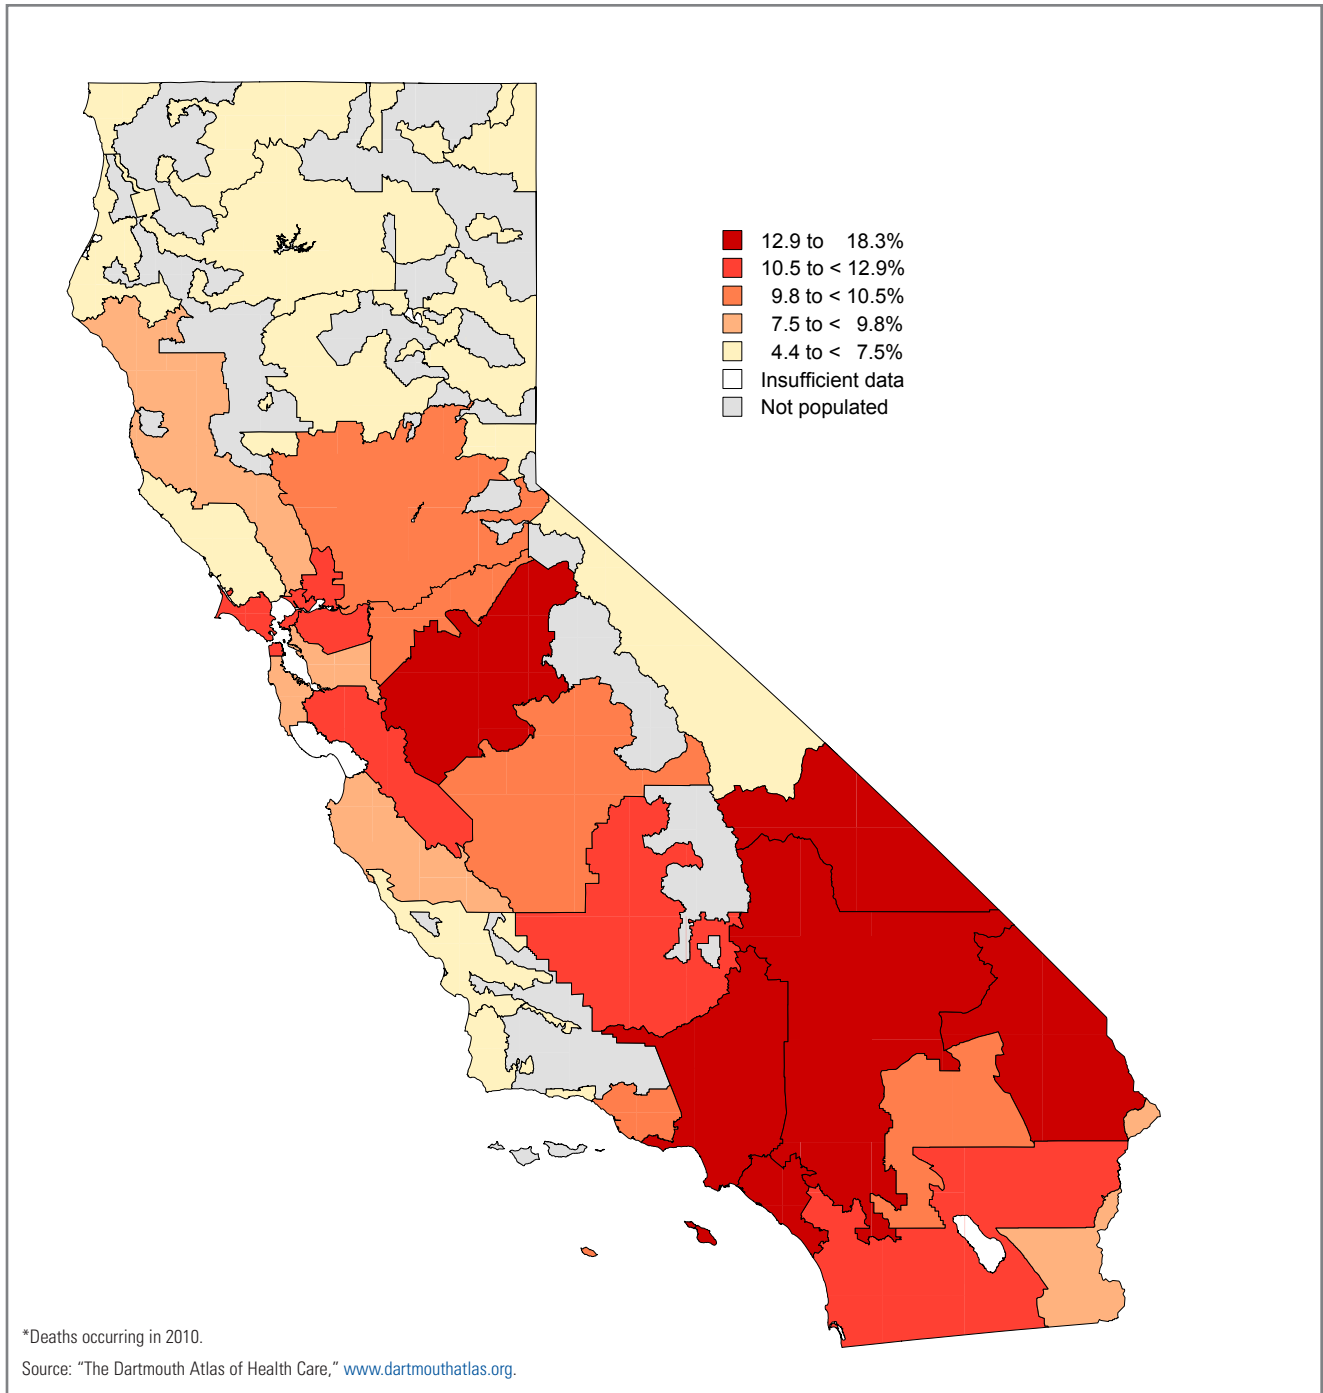 12.9 to 18.3%
10.5 to < 12.9%
9.8 to < 10.5%
7.5 to < 9.8%
4.4 to < 7.5%
Insufficient data
Not populated
*Deaths occurring in 2010.
Source: “The Dartmouth Atlas of Health Care,” www.dartmouthatlas.org.